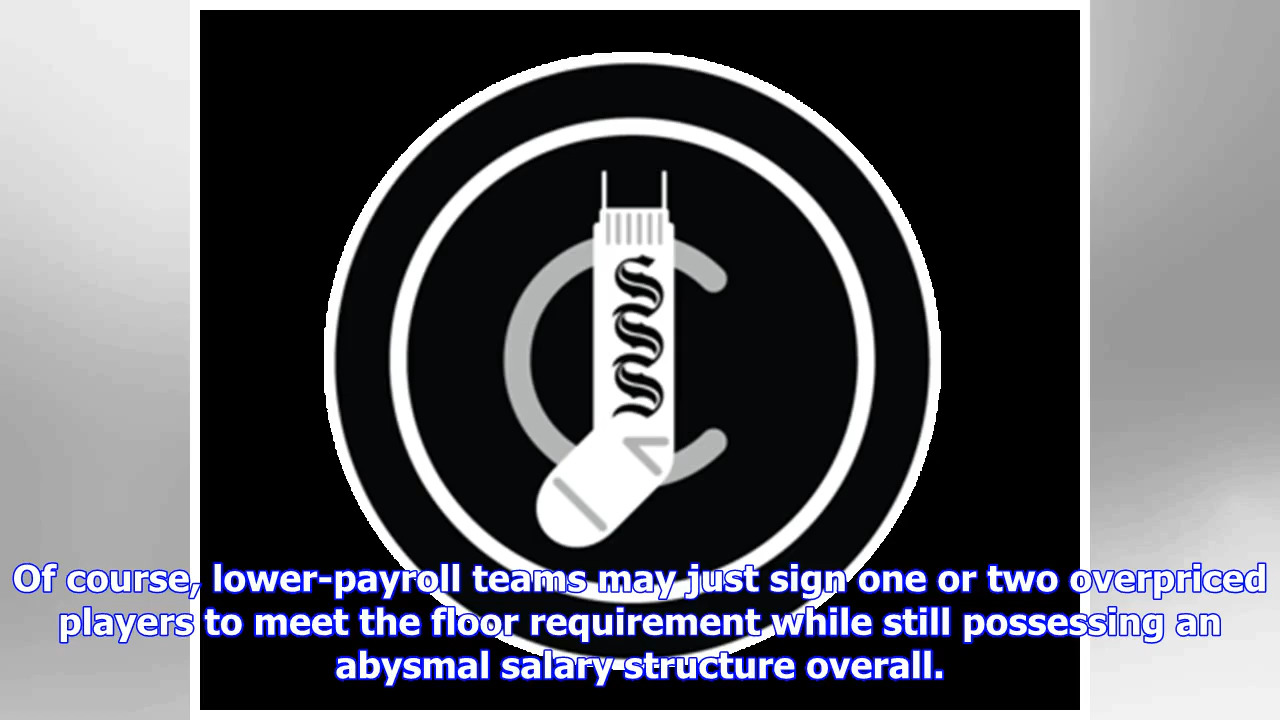 S
S
S
Of course, lower-payroll teams may just sign one or two overpriced
players to meet the floor requirement while still possessing an
abysmal salary structure overall.